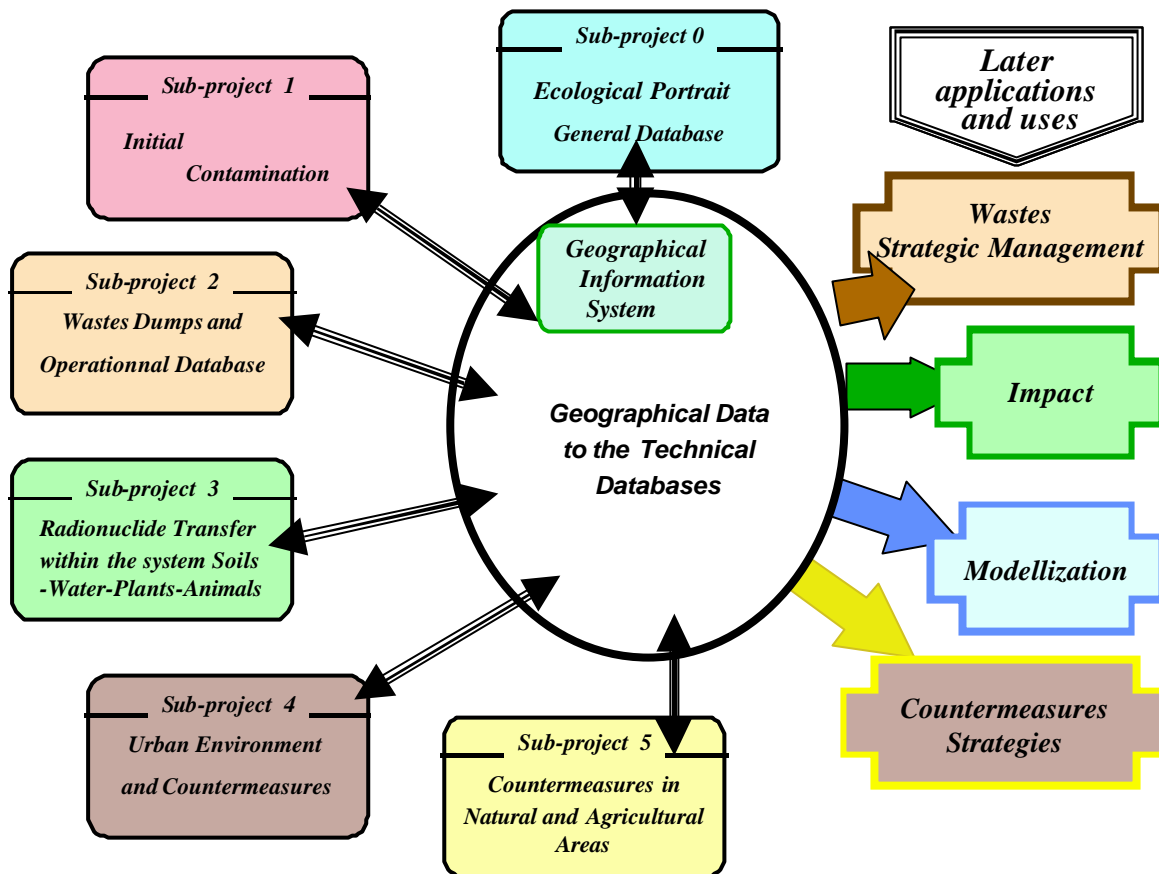 Sub-project 0
Ecological Portrait
General Database
Sub-project 1
Initial
Contamination
Sub-project 2
Wastes Dumps and
Operationnal Database
Sub-project 3
Radionuclide Transfer
within the system Soils
-Water-Plants-Animals
Sub-project 4
Urban Environment
and Countermeasures
Sub-project 5
Countermeasures in
Natural and Agricultural
Areas
Geographical
Information
System
Geographical Data
to the Technical
Databases
Later
applications
and uses
Wastes
Strategic Management
Impact
Modellization
Countermeasures
Strategies